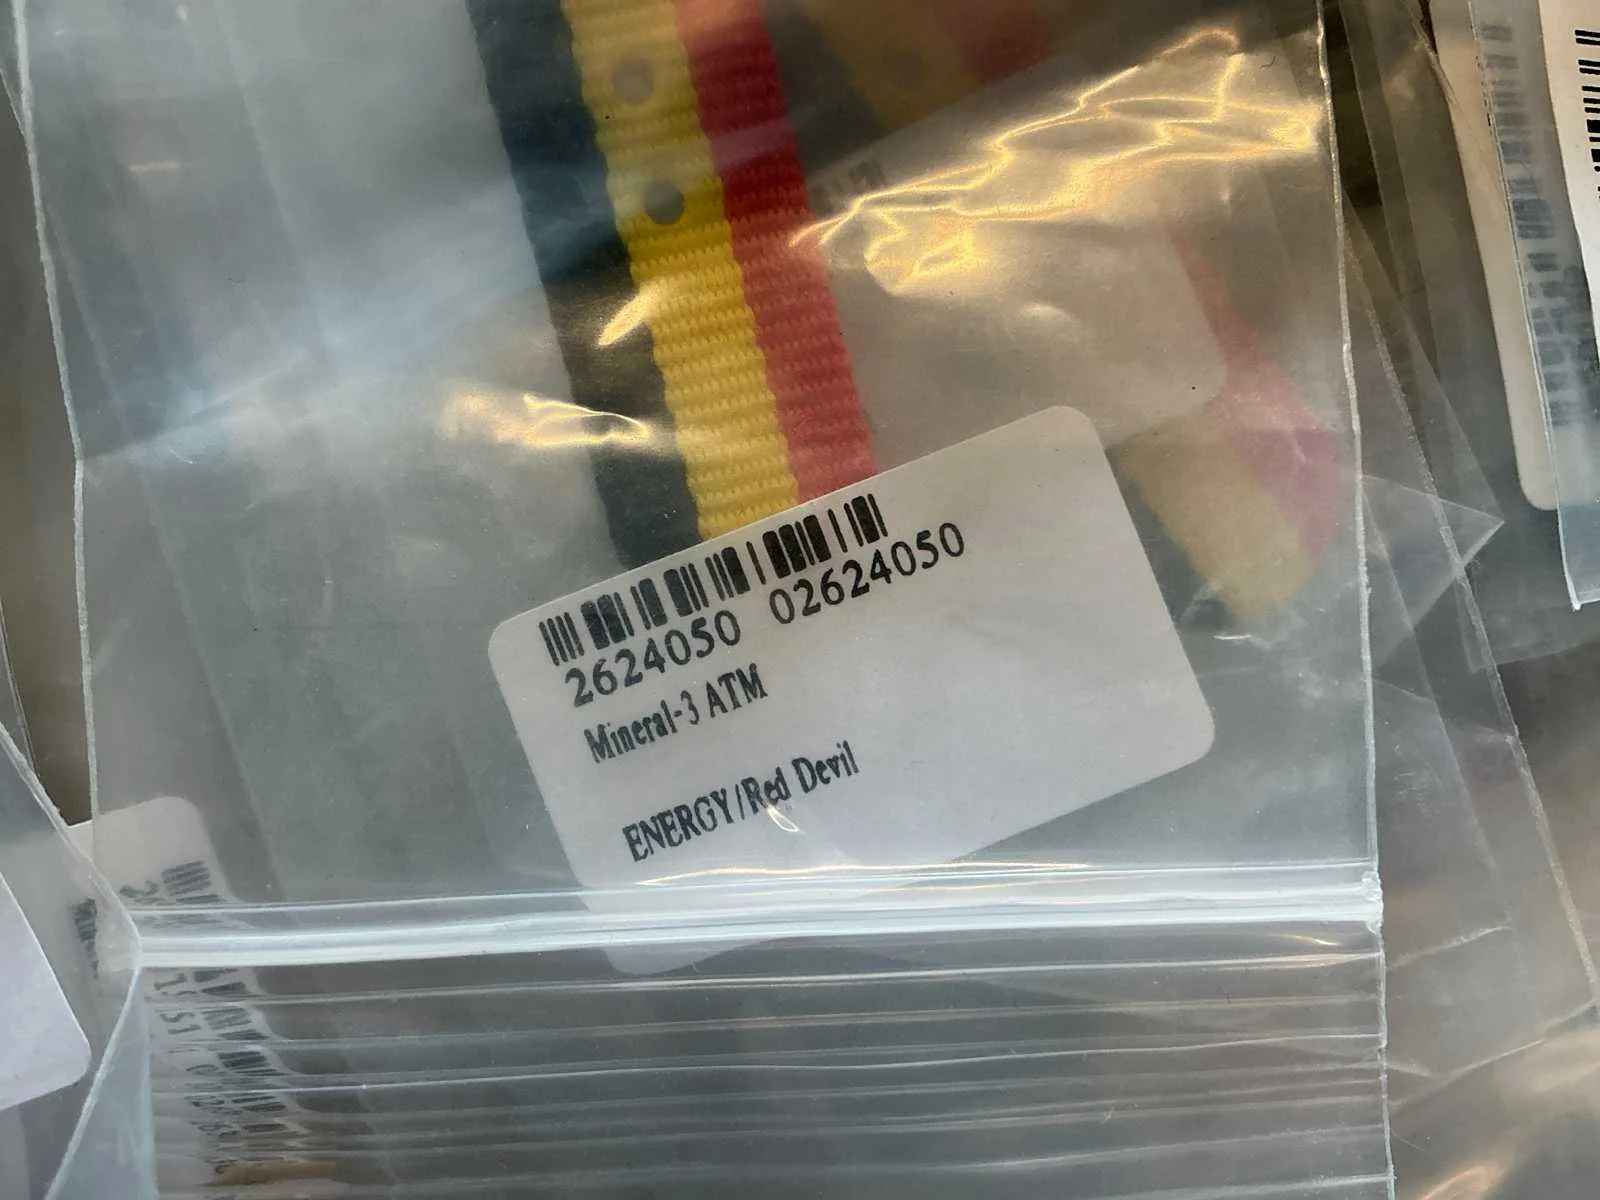 2624050 02624050
Mineral-3 ATM
ENERGY/Red Devil